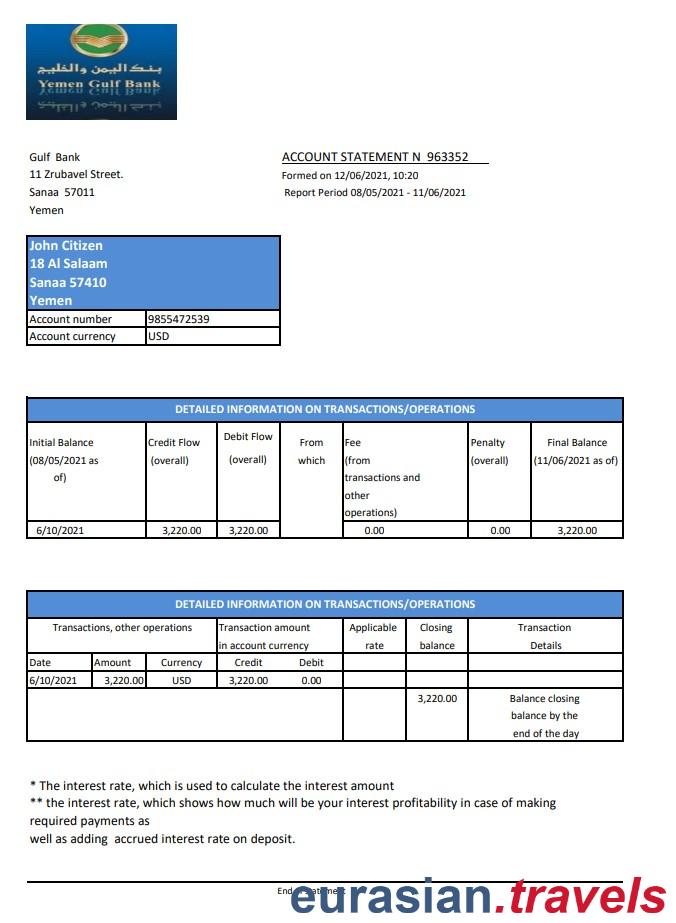 بنك اليمن والخليج
Yemen Gulf Bank
Gulf Bank
11 Zrubavel Street.
Sanaa 57011
Yemen
ACCOUNT STATEMENT N 963352
Formed on 12/06/2021, 10:20
Report Period 08/05/2021 - 11/06/2021
John Citizen
18 Al Salaam
Sanaa 57410
Yemen
Account number 9855472539
Account currency USD
DETAILED INFORMATION ON TRANSACTIONS/OPERATIONS
Initial Balance
(08/05/2021 as
of)
Credit Flow
(overall)
Debit Flow
(overall)
From
which
Fee
(from
transactions and
other
operations)
Penalty
(overall)
Final Balance
(11/06/2021 as of)
6/10/2021 3,220.00 3,220.00 0.00 0.00 3,220.00
DETAILED INFORMATION ON TRANSACTIONS/OPERATIONS
Transactions, other operations
Transaction amount
in account currency
Applicable
rate
Closing
balance
Transaction
Details
Date Amount Currency Credit Debit
6/10/2021 3,220.00 USD 3,220.00 0.00
3,220.00
Balance closing
balance by the
end of the day
* The interest rate, which is used to calculate the interest amount
** the interest rate, which shows how much will be your interest profitability in case of making
required payments as
well as adding accrued interest rate on deposit.
End of statement
eurasian.travels